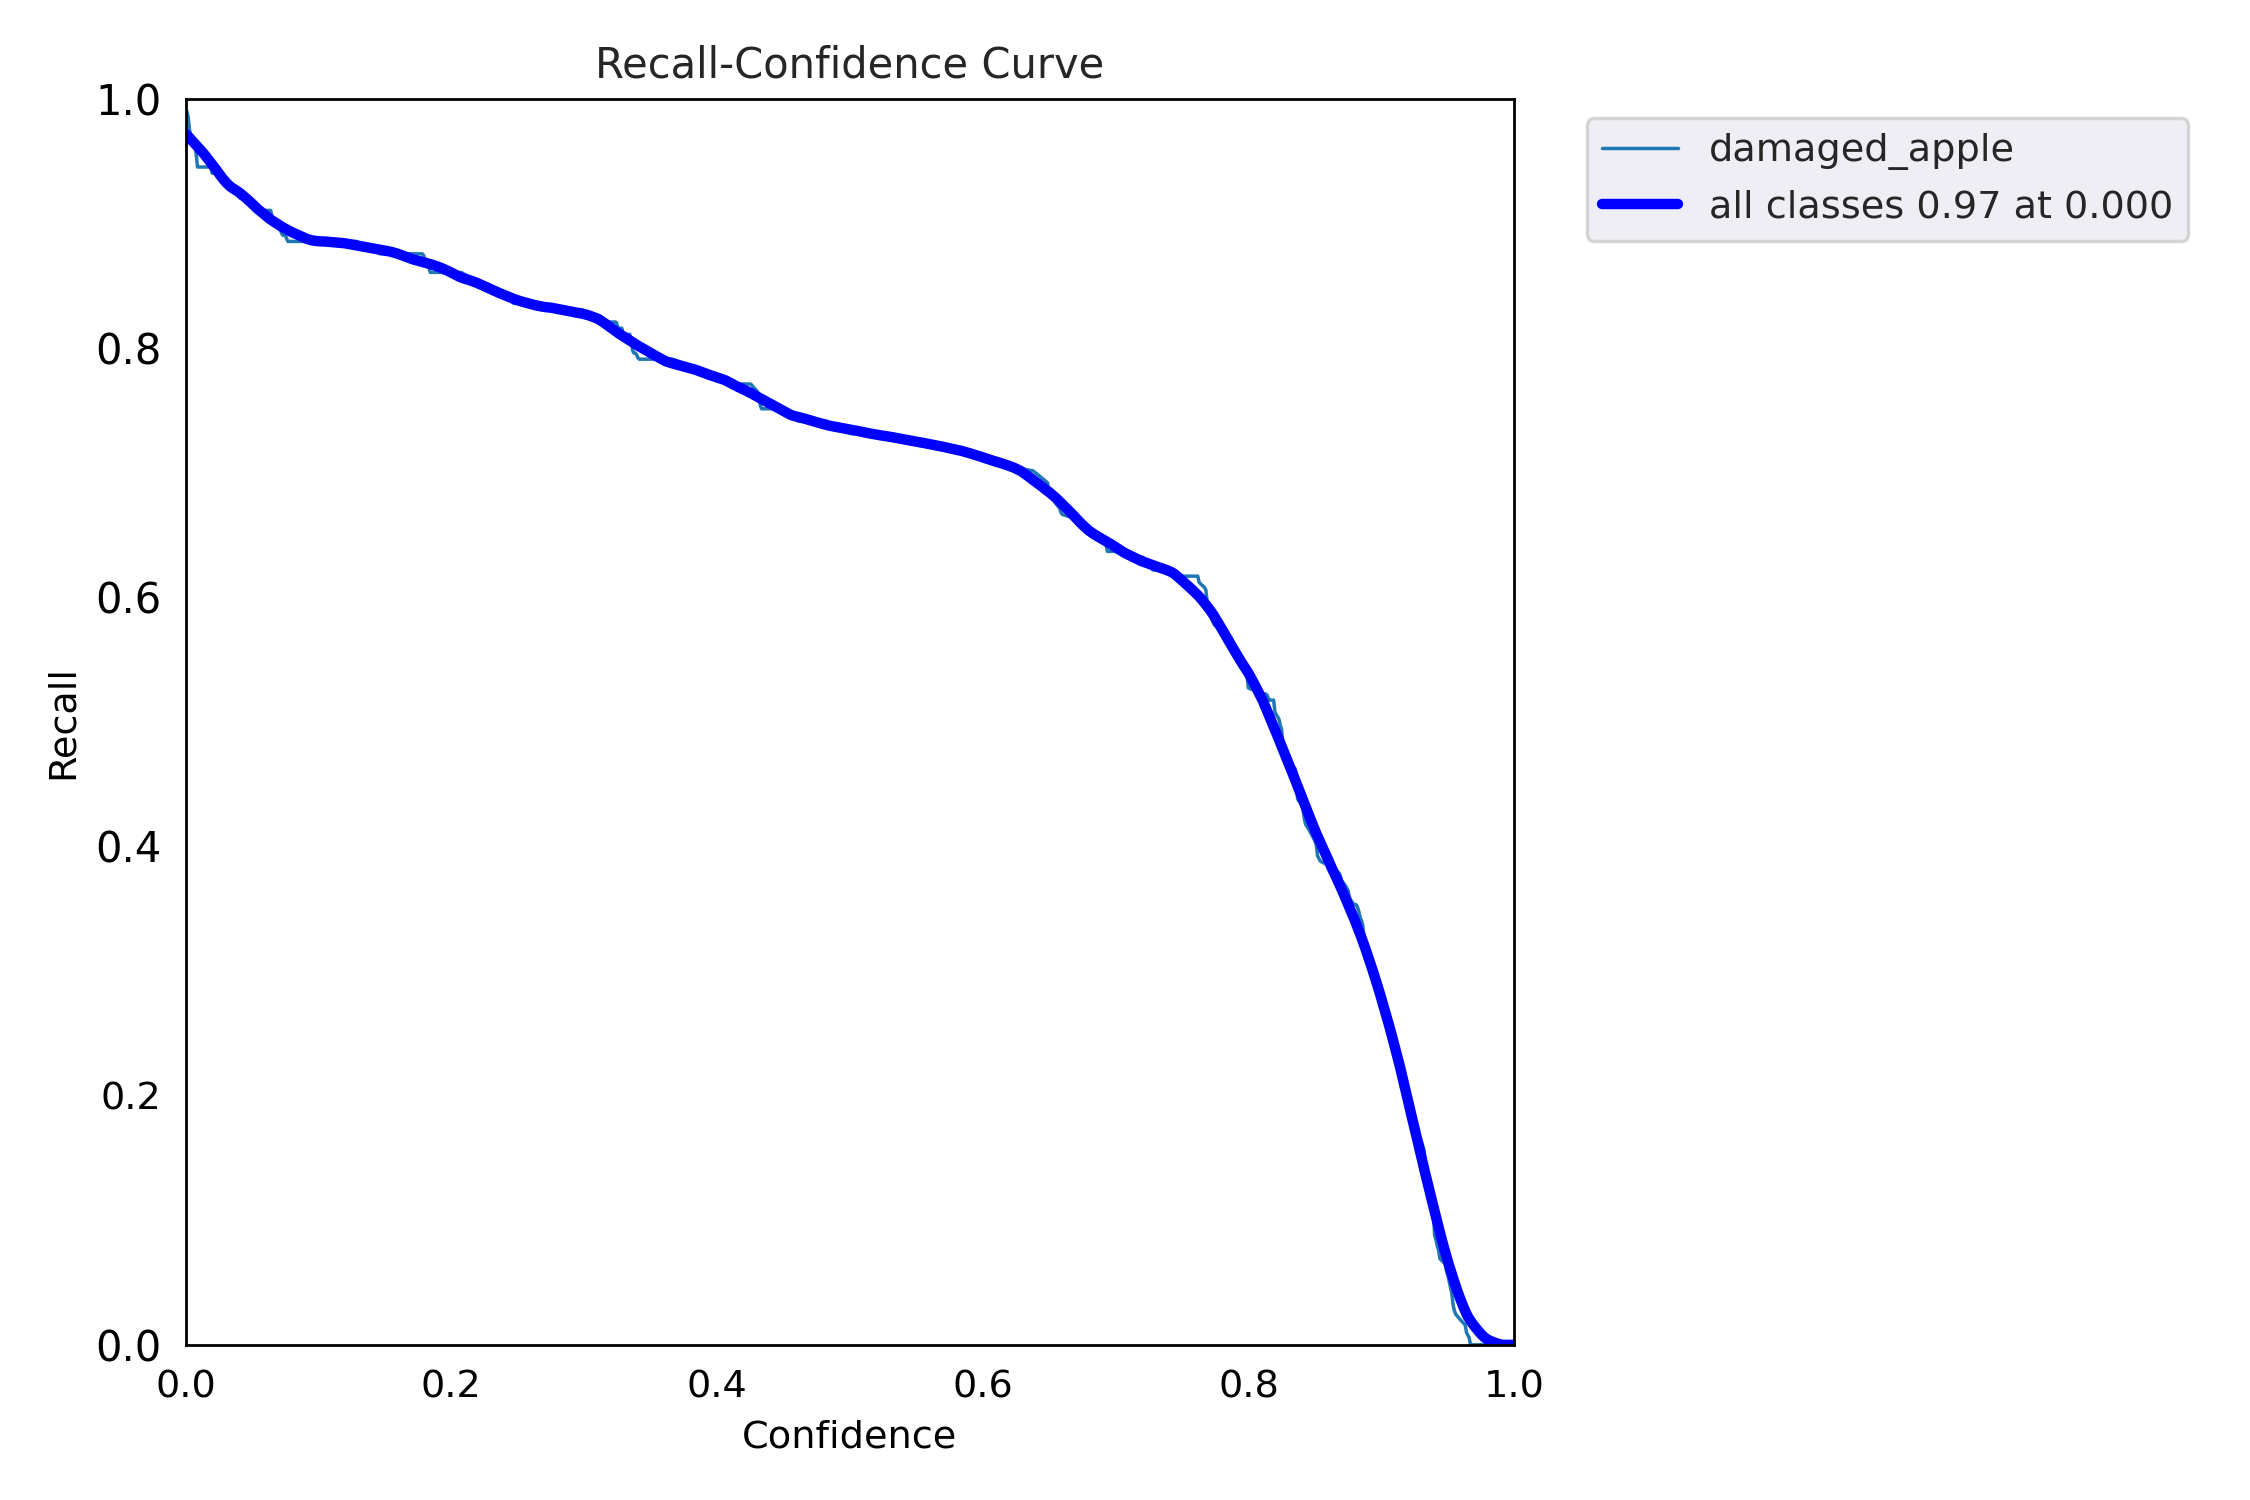 Recall-Confidence Curve
1.0
0.8
0.6
0.4
0.2
0.0
Recall
0.0 0.2 0.4 0.6 0.8 1.0
Confidence
damaged_apple
all classes 0.97 at 0.000